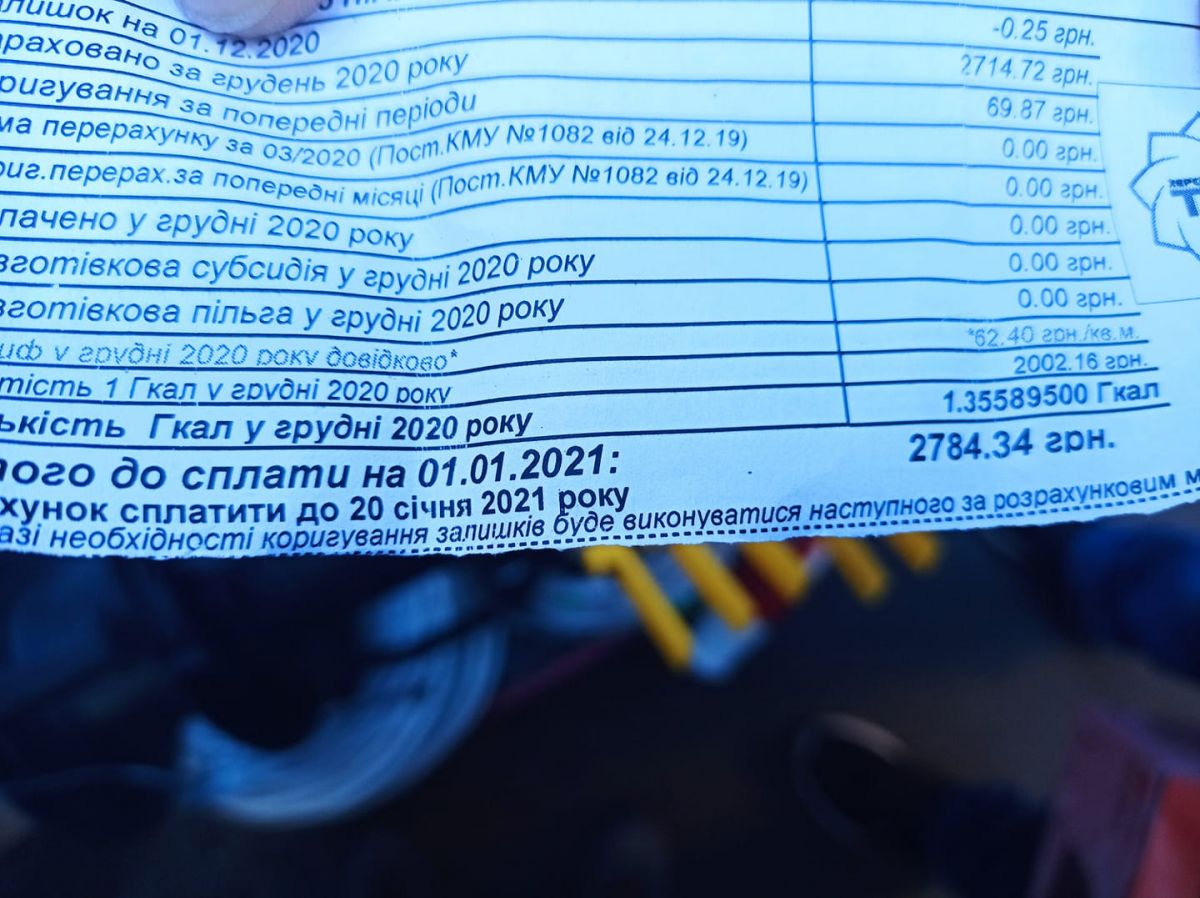 алишок на 01.12.2020 -0.25 грн.
раховано за грудень 2020 року 2714.72 грн.
ригування за попередні періоди 69.87 грн.
ма перерахунку за 03/2020 (Пост.КМУ №1082 від 24.12.19) 0.00 грн.
риг.перерах.за попередні місяці (Пост.КМУ №1082 від 24.12.19) 0.00 грн.
лачено у грудні 2020 року 0.00 грн.
зготівкова субсидія у грудні 2020 року 0.00 грн.
зготівкова пільга у грудні 2020 року 0.00 грн.
иф у грудні 2020 року довідково* *62.40 грн./кв.м.
тість 1 Гкал у грудні 2020 року 2002.16 грн.
ькість Гкал у грудні 2020 року 1.35589500 Гкал
ього до сплати на 01.01.2021: 2784.34 грн.
хунок сплатити до 20 січня 2021 року
азі необхідності коригування залишків буде виконуватися наступного за розрахунковим м